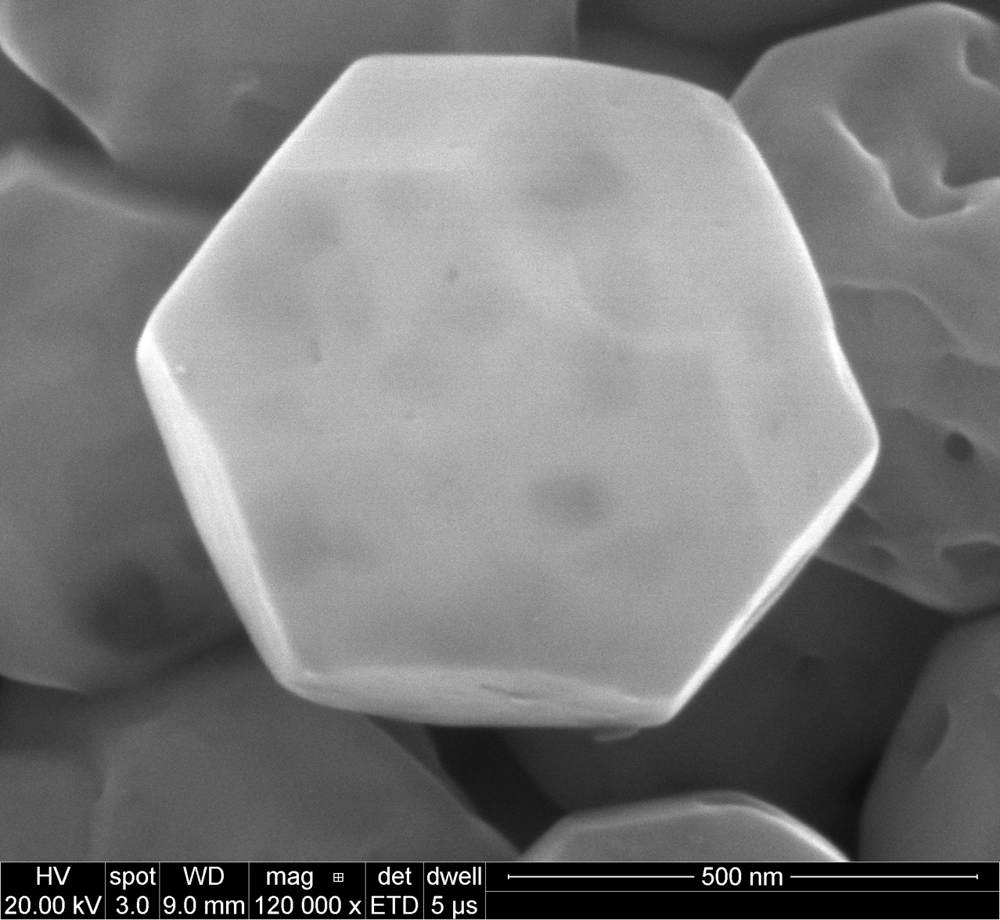 HV spot WD mag ⊞ det dwell
20.00 kV 3.0 9.0 mm 120 000 x ETD 5 µs
500 nm